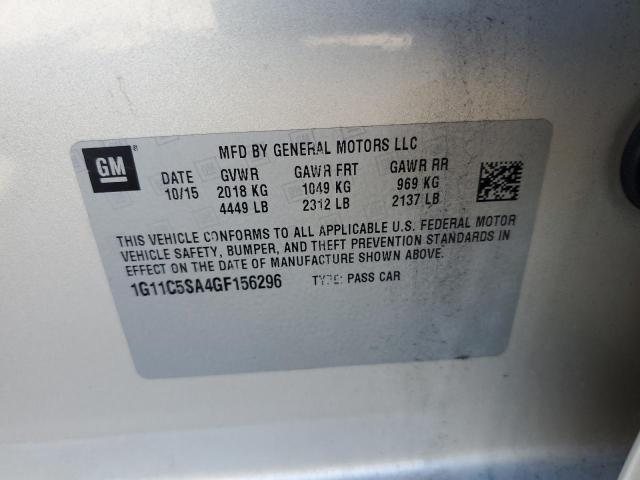 GM
MFD BY GENERAL MOTORS LLC
DATE GVWR GAWR FRT GAWR RR
10/15 2018 KG 1049 KG 969 KG
4449 LB 2312 LB 2137 LB
THIS VEHICLE CONFORMS TO ALL APPLICABLE U.S. FEDERAL MOTOR
VEHICLE SAFETY, BUMPER, AND THEFT PREVENTION STANDARDS IN
EFFECT ON THE DATE OF MANUFACTURE SHOWN ABOVE.
1G11C5SA4GF156296 TYPE: PASS CAR